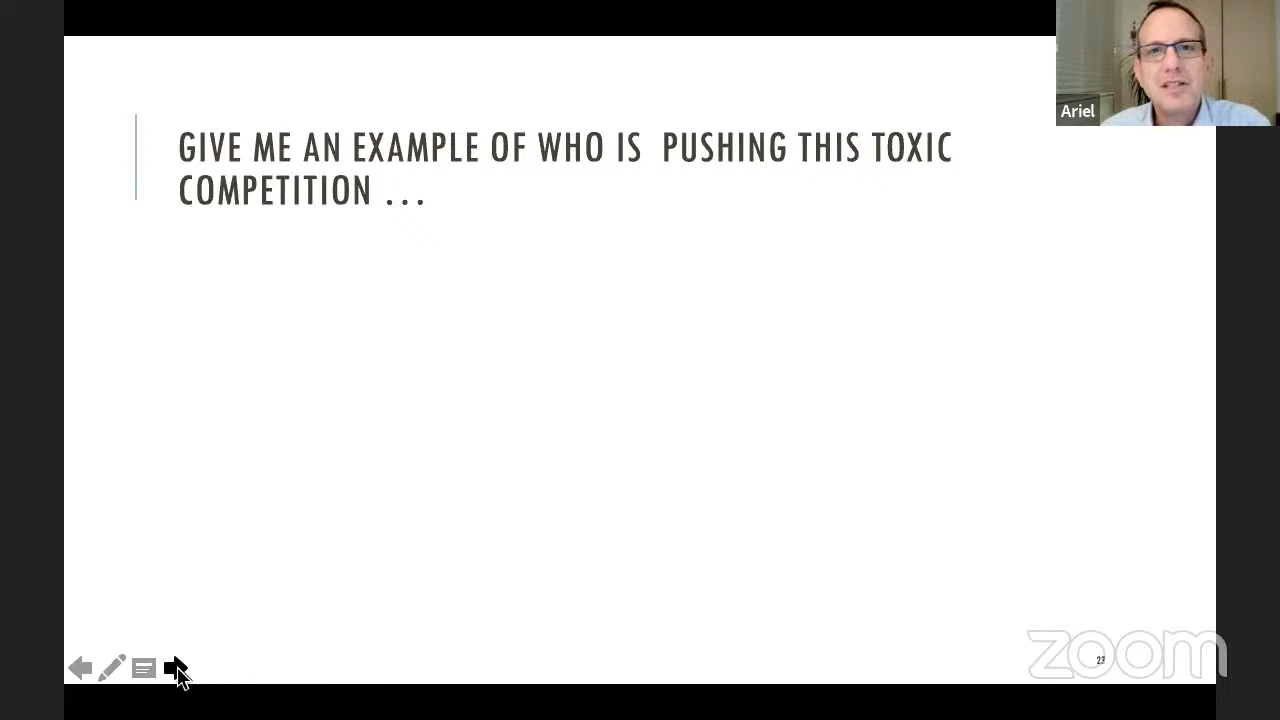 GIVE ME AN EXAMPLE OF WHO IS  PUSHING THIS TOXIC
COMPETITION ...
Ariel
zoom